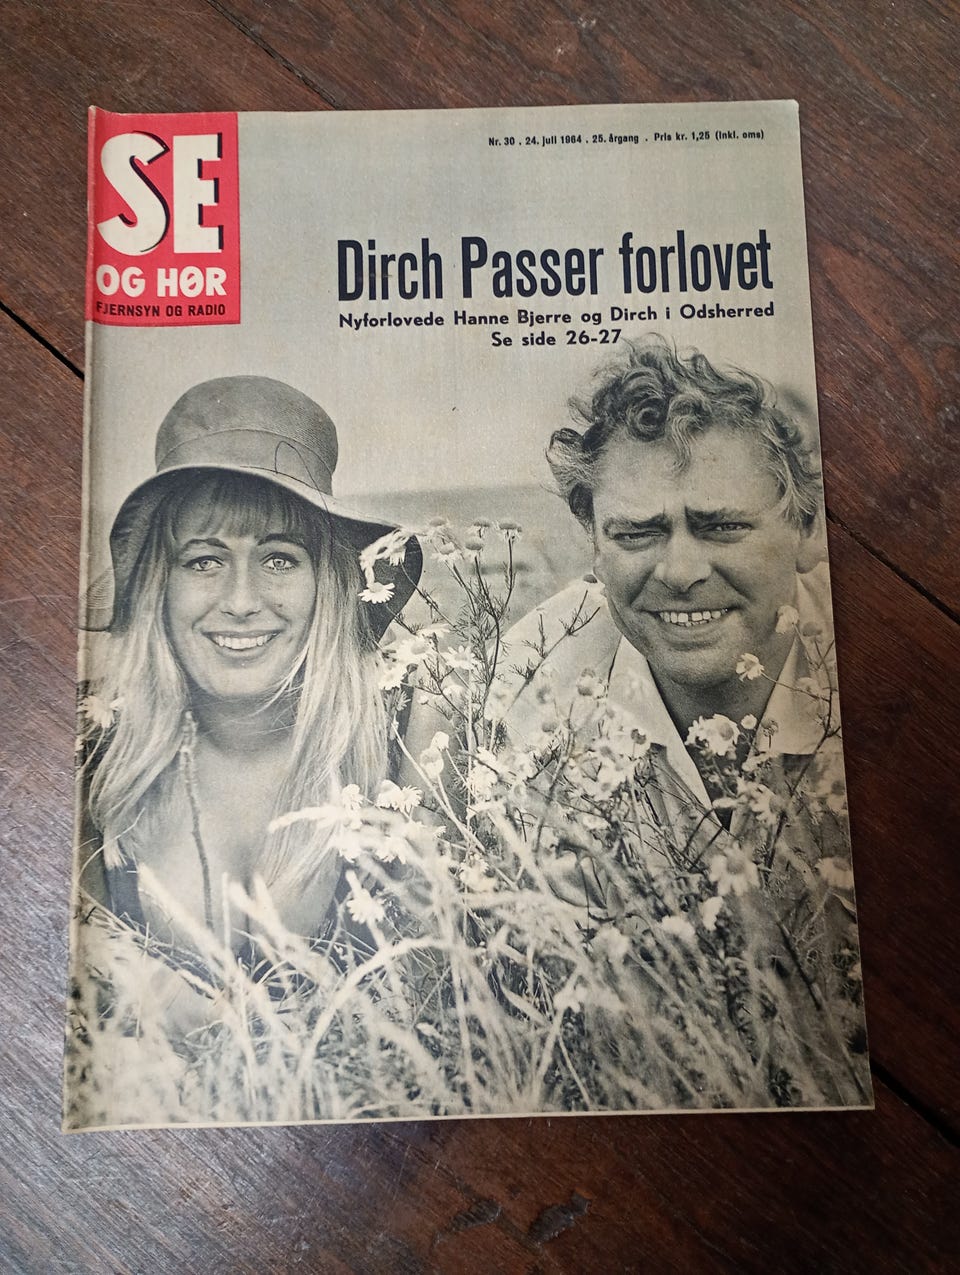 SE
OG HØR
FJERNSYN OG RADIO
Nr. 30 . 24. juli 1964 . 25. årgang . Pris kr. 1,25 (inkl. oms)
Dirch Passer forlovet
Nyforlovede Hanne Bjerre og Dirch i Odsherred
Se side 26-27